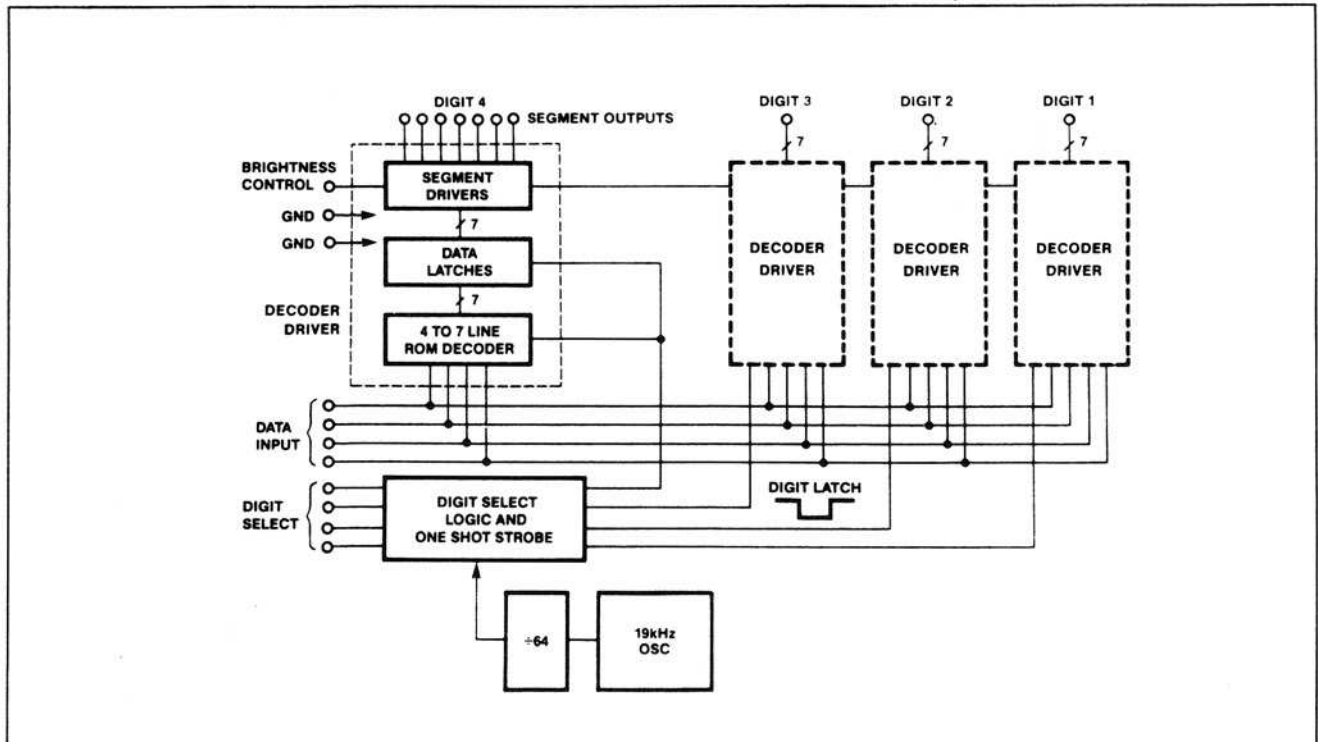 DIGIT 4
SEGMENT OUTPUTS
DIGIT 3
DIGIT 2
DIGIT 1
7
7
7
BRIGHTNESS
CONTROL
SEGMENT
DRIVERS
GND
GND
7
DATA
LATCHES
7
DECODER
DRIVER
4 TO 7 LINE
ROM DECODER
DECODER
DRIVER
DECODER
DRIVER
DECODER
DRIVER
DATA
INPUT
DIGIT
SELECT
DIGIT SELECT
LOGIC AND
ONE SHOT STROBE
DIGIT LATCH
÷64
19kHz
OSC